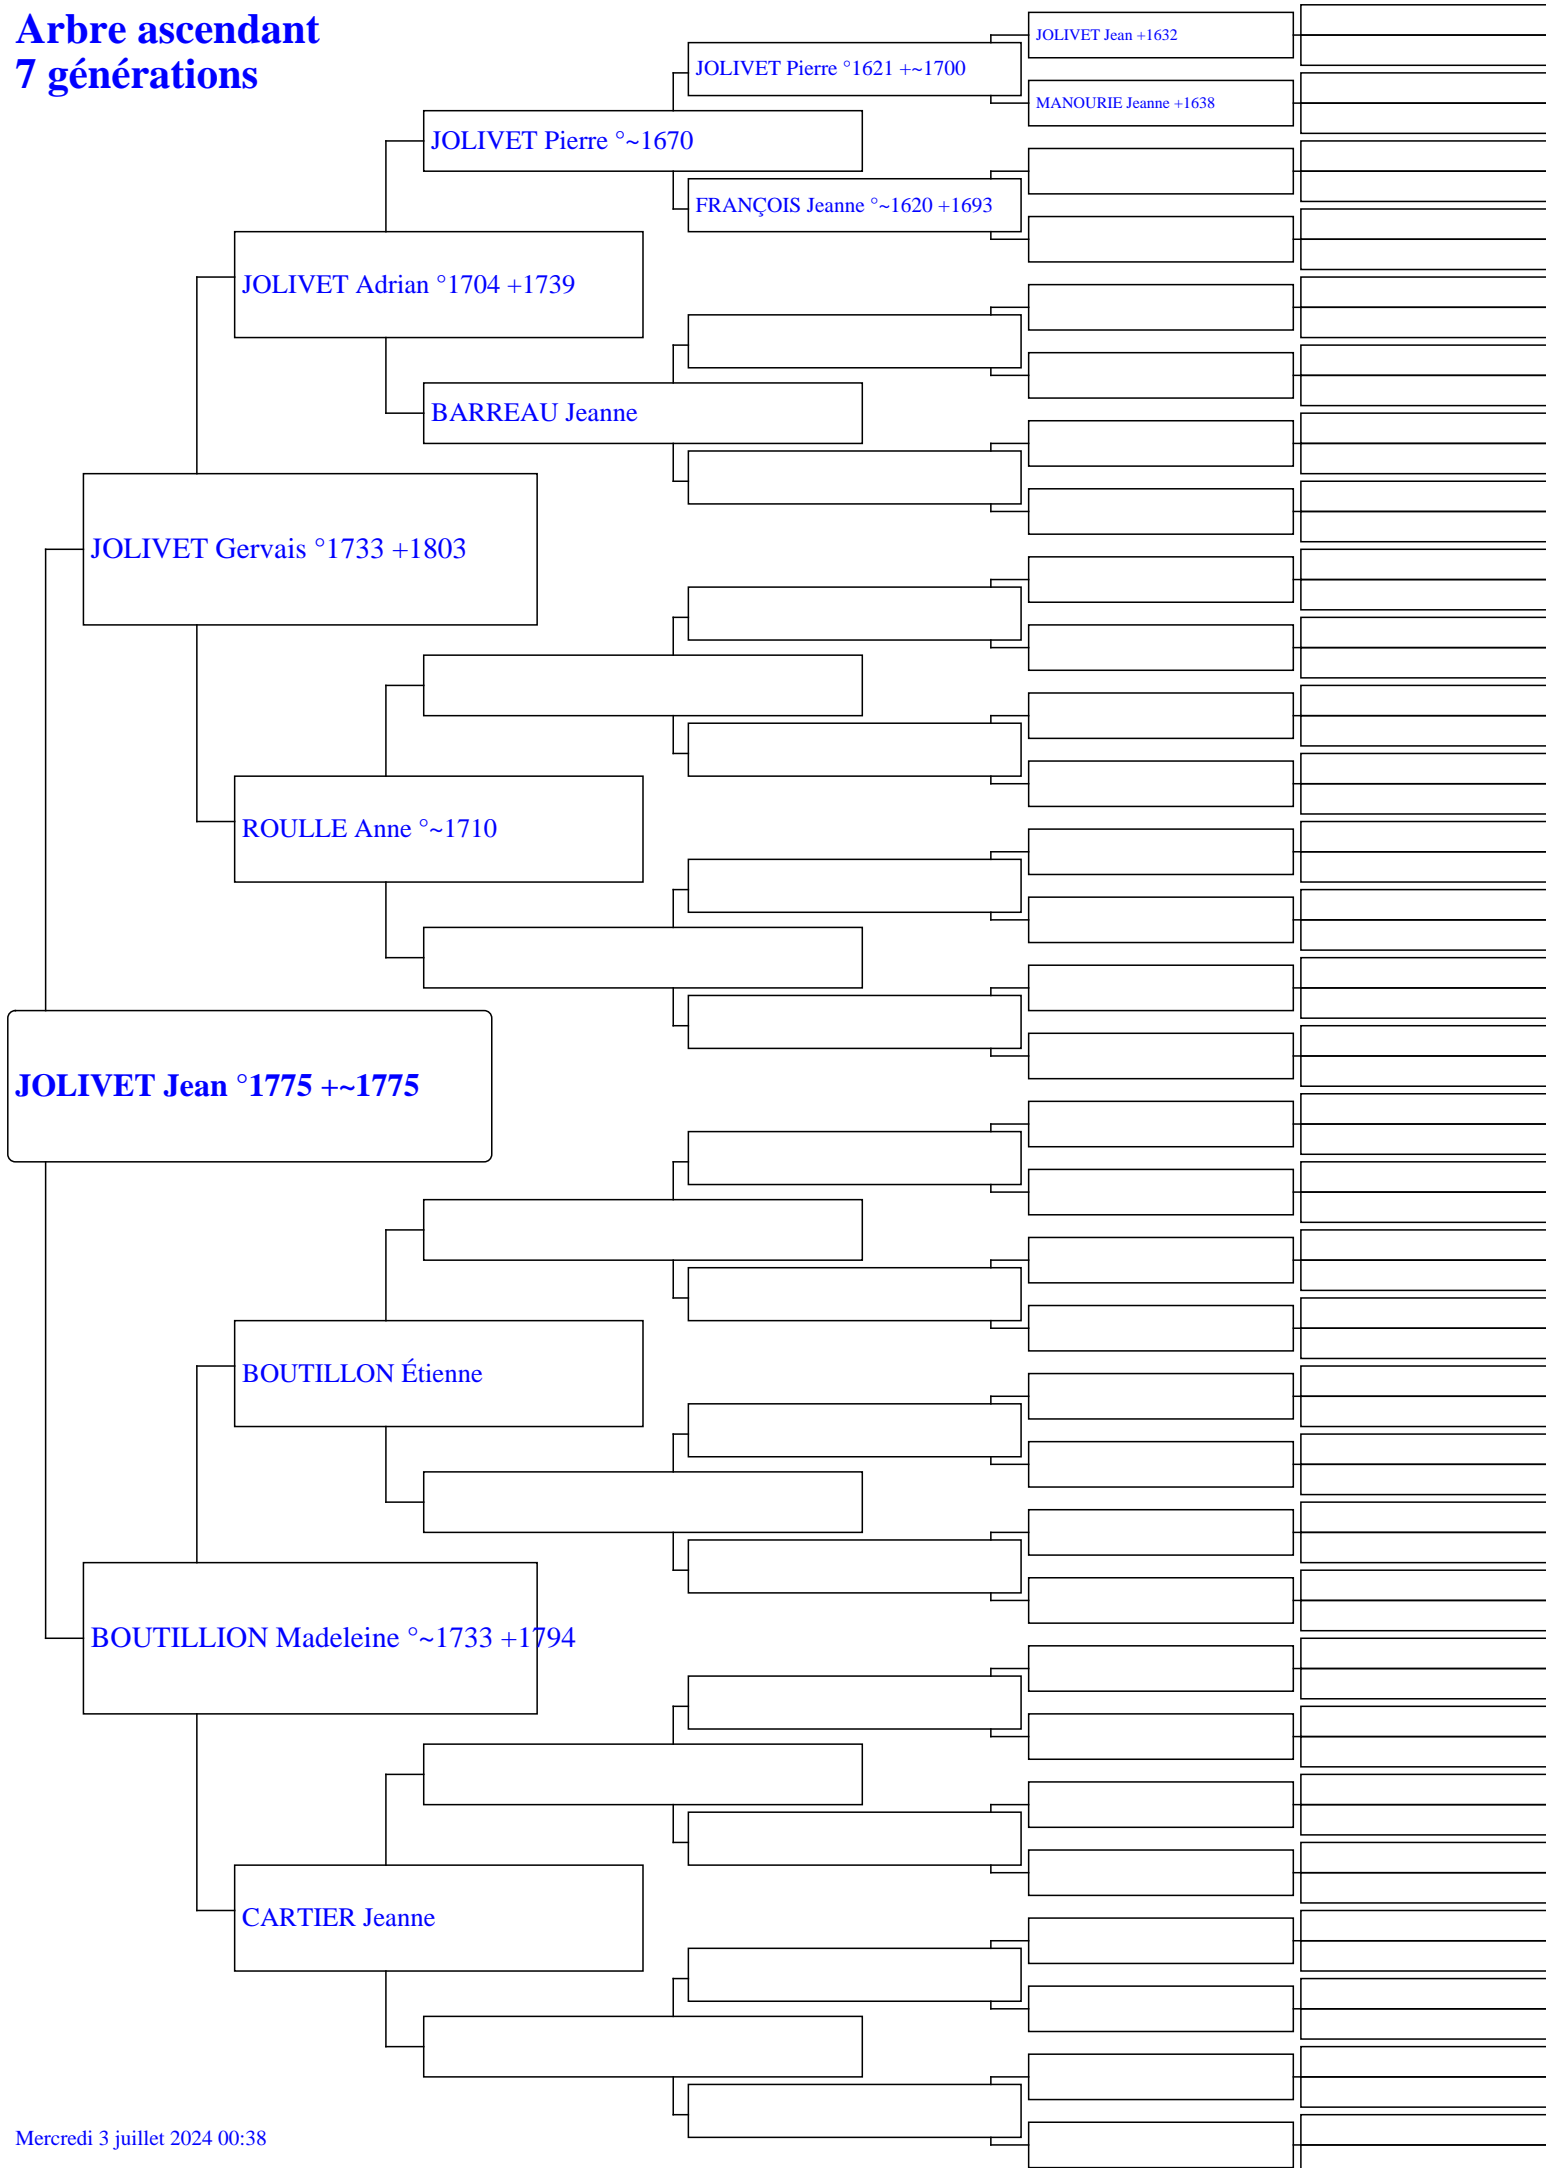 Arbre ascendant
7 générations
JOLIVET Jean +1632
JOLIVET Pierre °1621 +~1700
MANOURIE Jeanne +1638
JOLIVET Pierre °~1670
FRANÇOIS Jeanne °~1620 +1693
JOLIVET Adrian °1704 +1739
BARREAU Jeanne
JOLIVET Gervais °1733 +1803
ROULLE Anne °~1710
JOLIVET Jean °1775 +~1775
BOUTILLON Étienne
BOUTILLION Madeleine °~1733 +1794
CARTIER Jeanne
Mercredi 3 juillet 2024 00:38